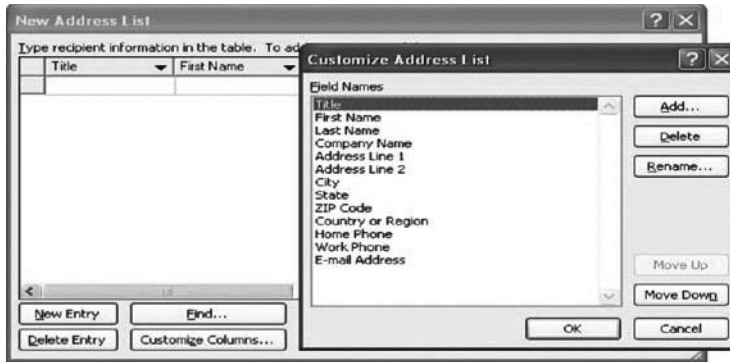 New Address List
Type recipient information in the table. To ad
Title
First Name
New Entry
Find...
Delete Entry
Customize Columns...
Customize Address List
Field Names
Title
First Name
Last Name
Company Name
Address Line 1
Address Line 2
City
State
ZIP Code
Country or Region
Home Phone
Work Phone
E-mail Address
Add...
Delete
Rename...
Move Up
Move Down
OK
Cancel